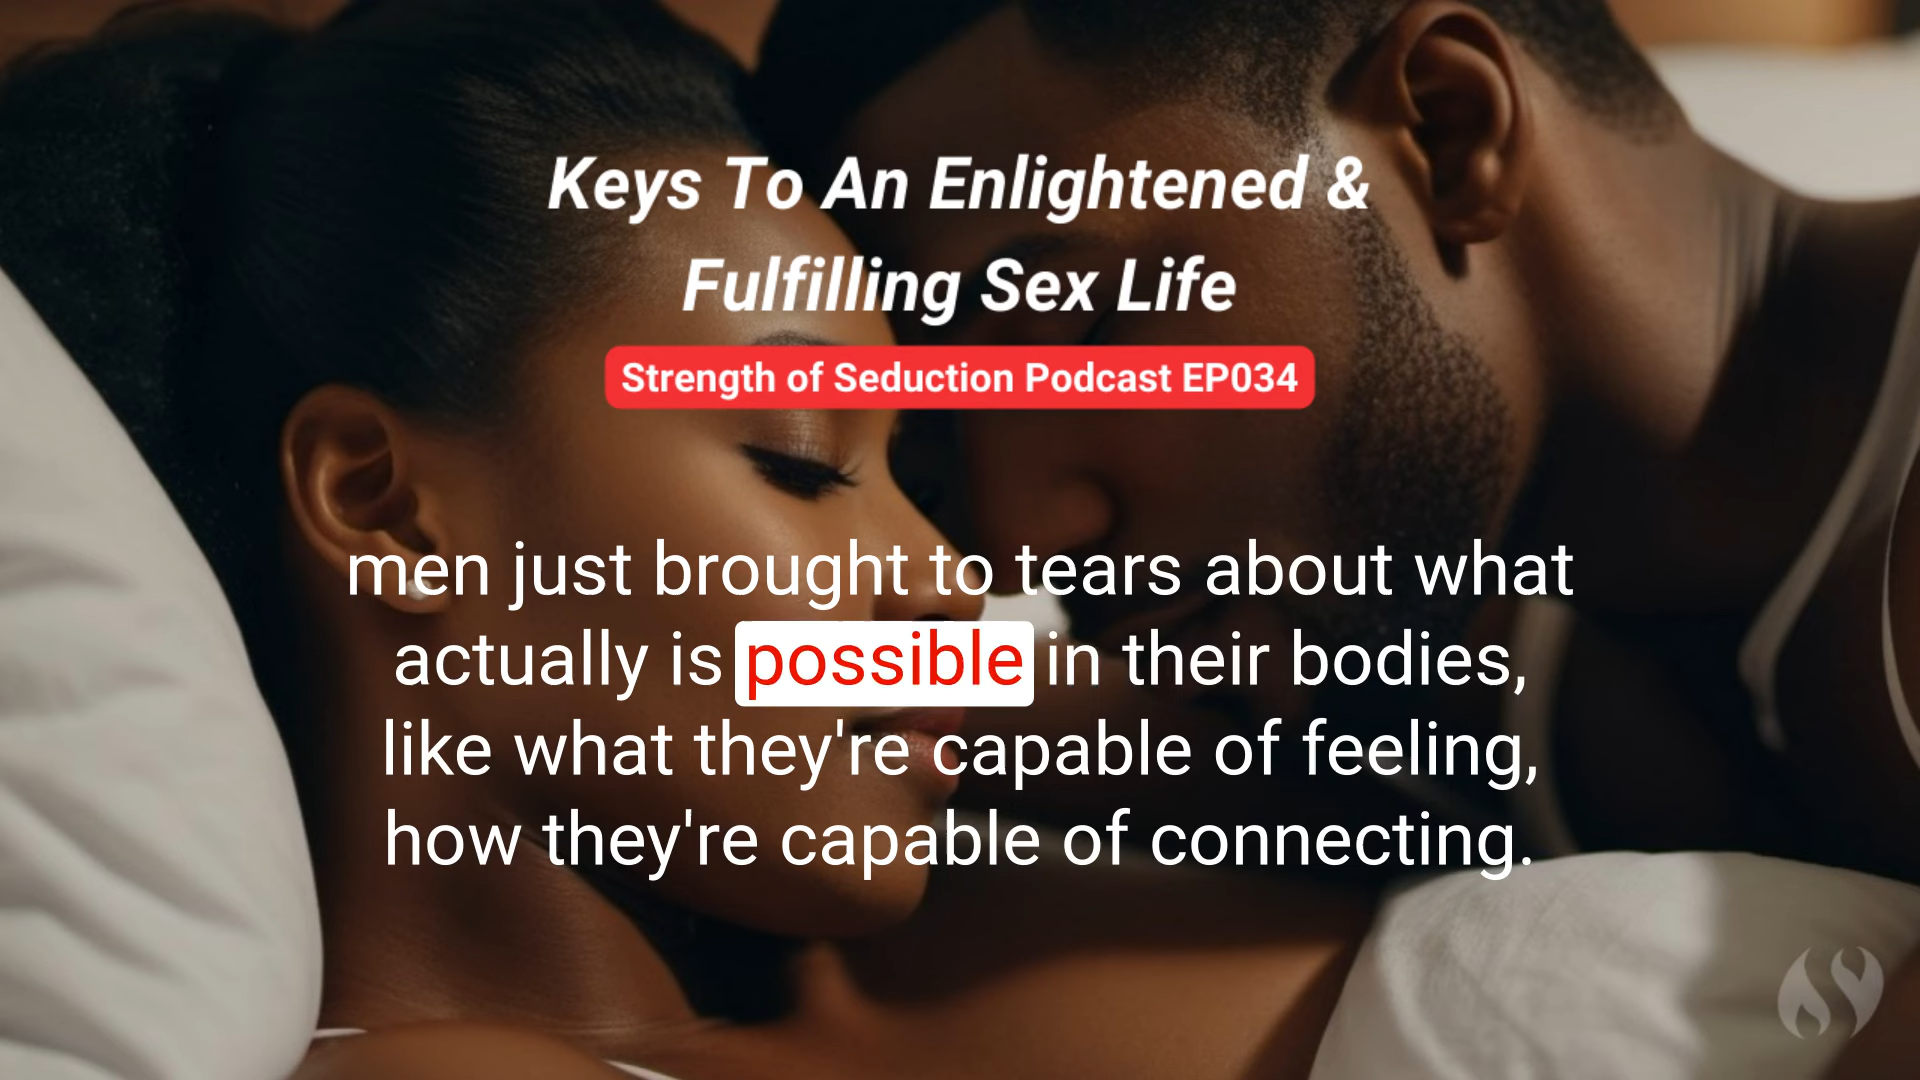 Keys To An Enlightened &
Fulfilling Sex Life
Strength of Seduction Podcast EP034
men just brought to tears about what
actually is possible in their bodies,
like what they're capable of feeling,
how they're capable of connecting.